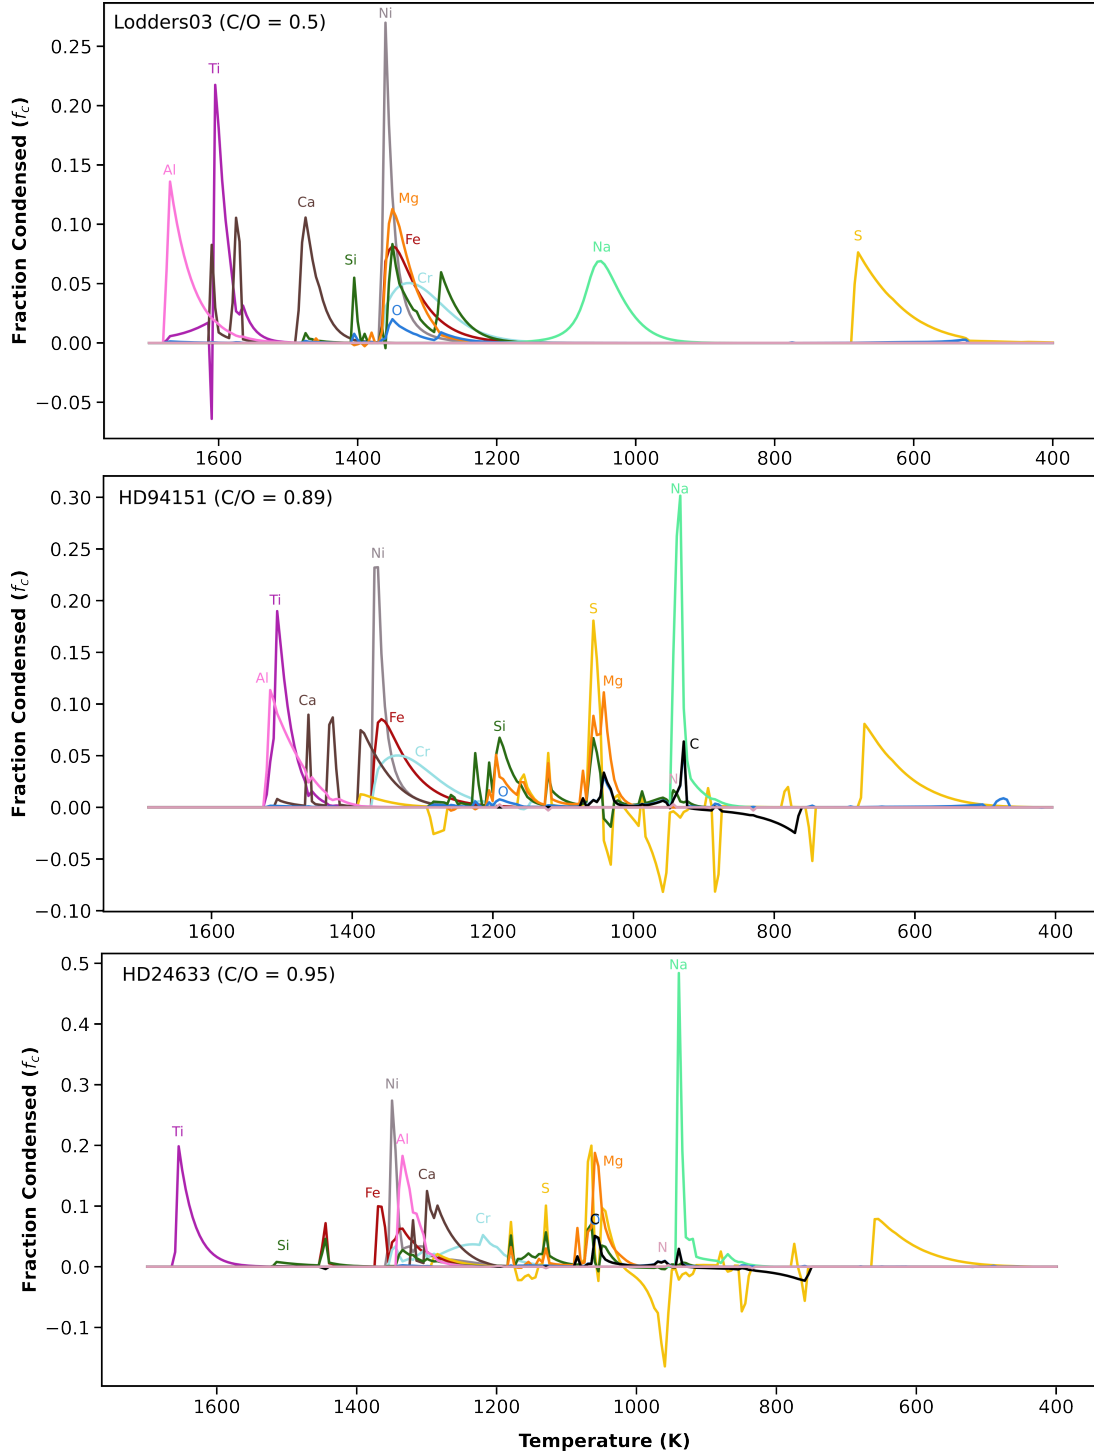 Lodders03 (C/O = 0.5)
Fraction Condensed (fc)
0.25
0.20
0.15
0.10
0.05
0.00
−0.05
Al
Ti
Ca
Si
Ni
Mg
Fe
Cr
O
Na
S
1600
1400
1200
1000
800
600
400
HD94151 (C/O = 0.89)
Fraction Condensed (fc)
0.30
0.25
0.20
0.15
0.10
0.05
0.00
−0.05
−0.10
Al
Ti
Ca
Ni
Fe
Cr
Si
O
S
Mg
N
Na
C
1600
1400
1200
1000
800
600
400
HD24633 (C/O = 0.95)
Fraction Condensed (fc)
0.5
0.4
0.3
0.2
0.1
0.0
−0.1
Ti
Si
Fe
Ni
Al
Ca
Cr
S
O
Mg
N
Na
1600
1400
1200
1000
800
600
400
Temperature (K)